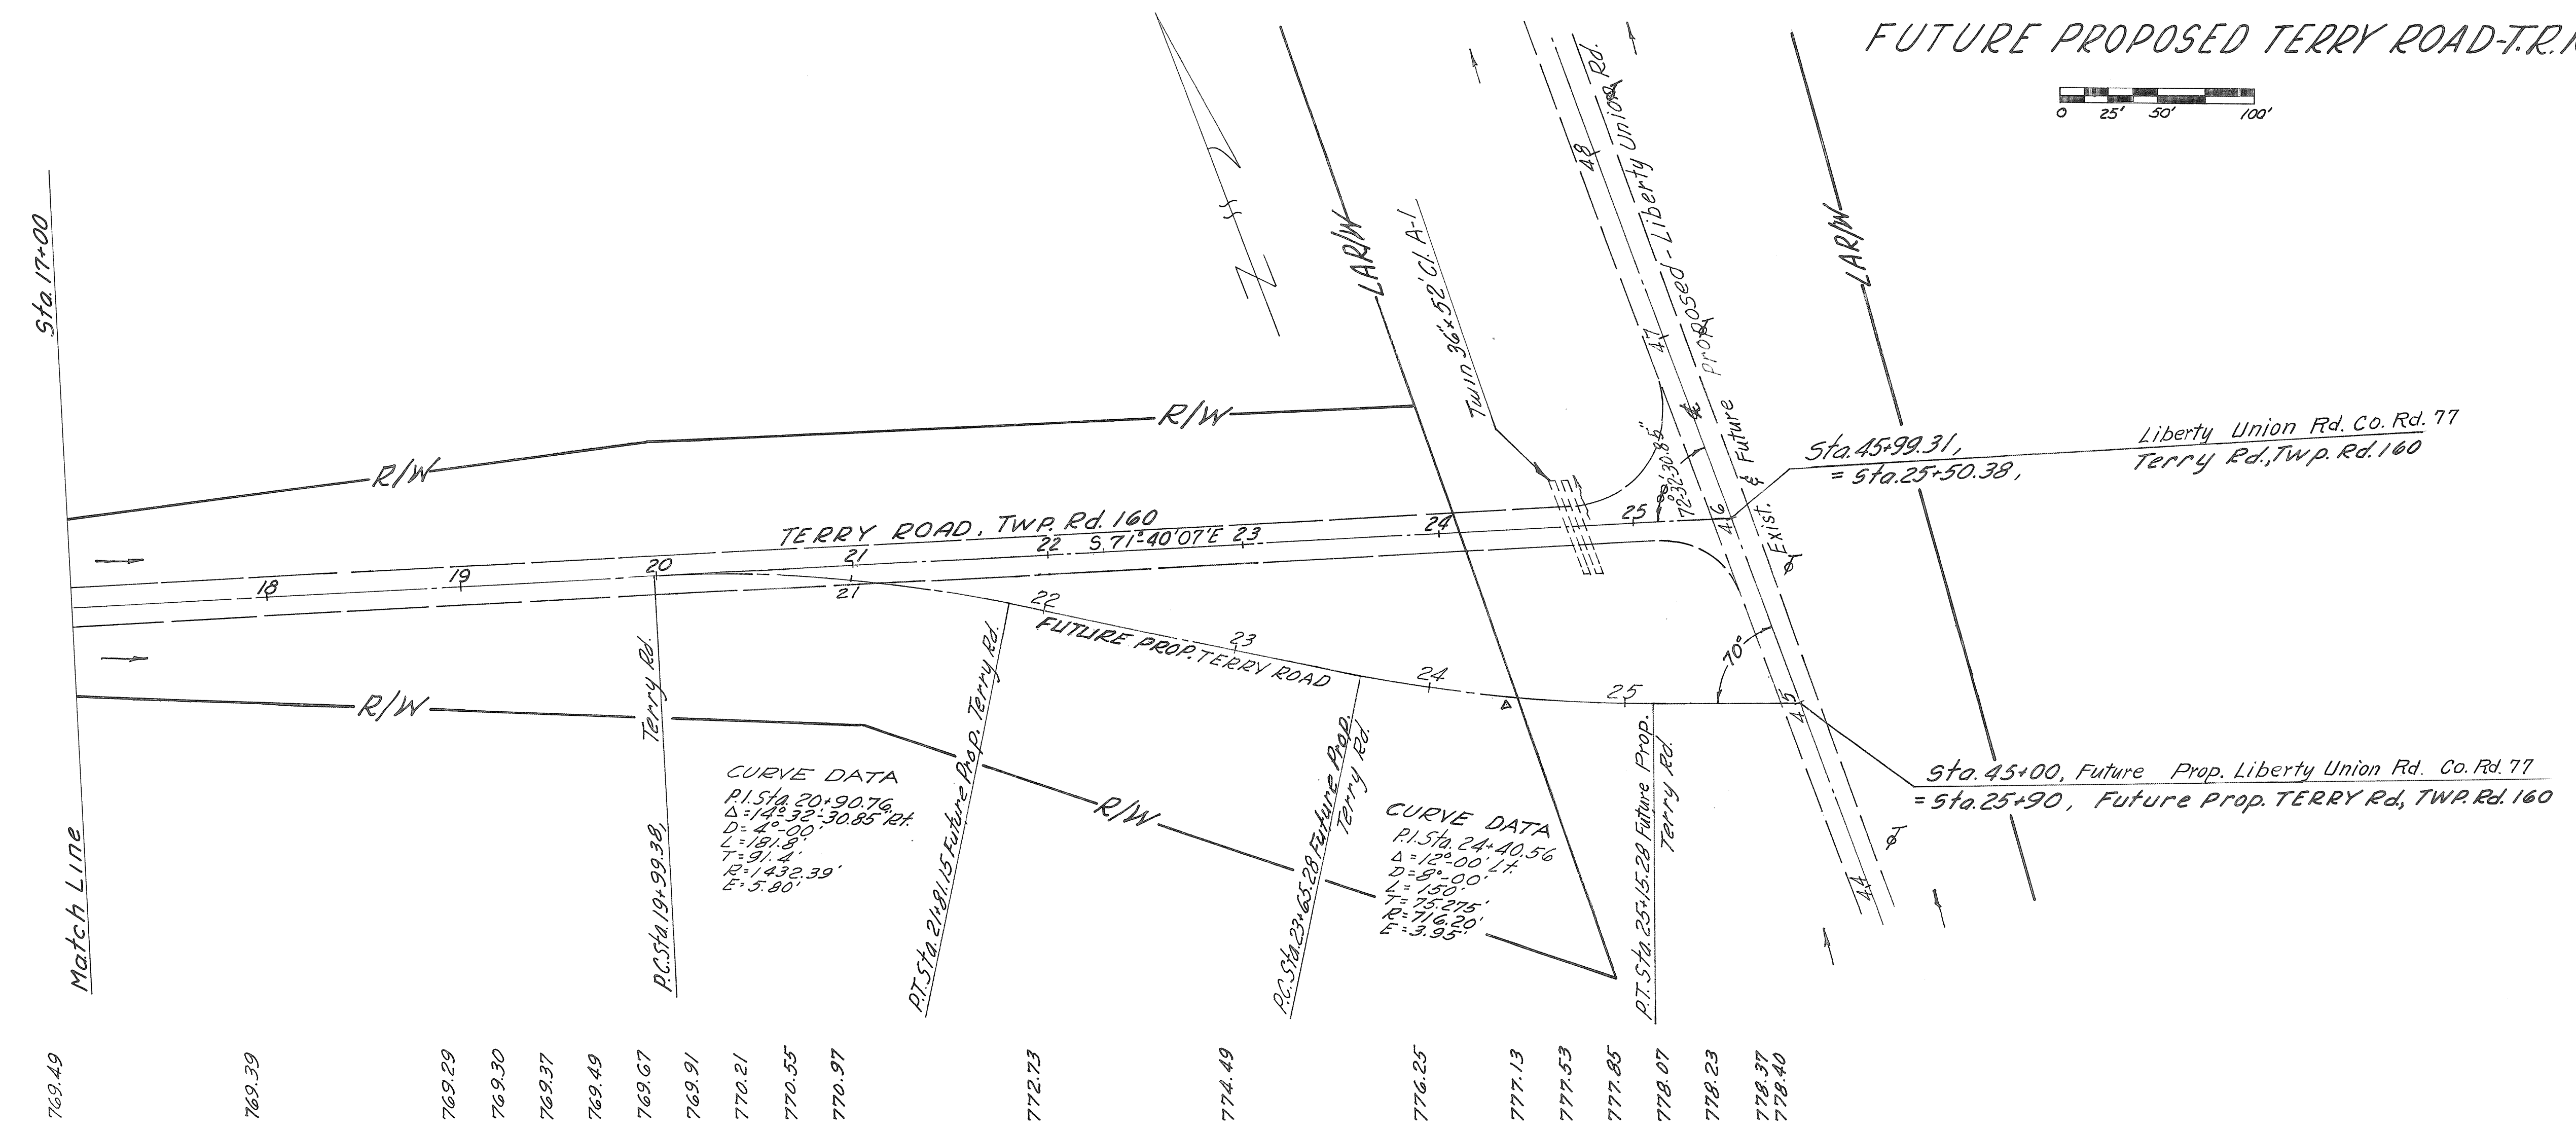 FUTURE PROPOSED TERRY ROAD-T.R.
0 25' 50' 100'
Sta. 17+00
Match Line
R/W
R/W
LAR/W
LAR/W
Twin 36"x52' Cl. A-1
Exist. & Future Proposed - Liberty Union Rd.
48
47
46
45
44
72°-32'-30.85"
70°
Sta. 45+99.31, Liberty Union Rd. Co. Rd. 77
= Sta. 25+50.38, Terry Rd., Twp. Rd. 160
TERRY ROAD, TWP. Rd. 160
S. 71°-40'07"E
18
19
20
21
22
23
24
25
21
22
23
24
25
FUTURE PROP. TERRY ROAD
R/W
R/W
P.C. Sta. 19+99.38, Terry Rd.
P.T. Sta. 21+81.15 Future Prop. Terry Rd.
P.C. Sta. 23+65.28 Future Prop.
Terry Rd.
P.T. Sta. 25+15.28 Future Prop.
Terry Rd.
CURVE DATA
P.I. Sta. 20+90.76
Δ=14°-32'-30.85" Rt.
D=4°-00'
L=181.8'
T=91.4'
R=1432.39'
E=5.80'
CURVE DATA
P.I. Sta. 24+40.56
Δ=12°-00' Lt.
D=8°-00'
L=150'
T=75.275'
R=716.20'
E=3.95'
Δ
Sta. 45+00, Future Prop. Liberty Union Rd. Co. Rd. 77
= Sta. 25+90, Future Prop. TERRY Rd., TWP. Rd. 160
769.49
769.39
769.29
769.30
769.37
769.49
769.67
769.91
770.21
770.55
770.97
772.73
774.49
776.25
777.13
777.53
777.85
778.07
778.23
778.37
778.40